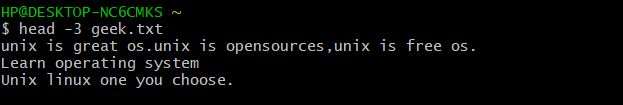 HP@DESKTOP-NC6CMKS ~
$ head -3 geek.txt
unix is great os.unix is opensources,unix is free os.
Learn operating system
Unix linux one you choose.